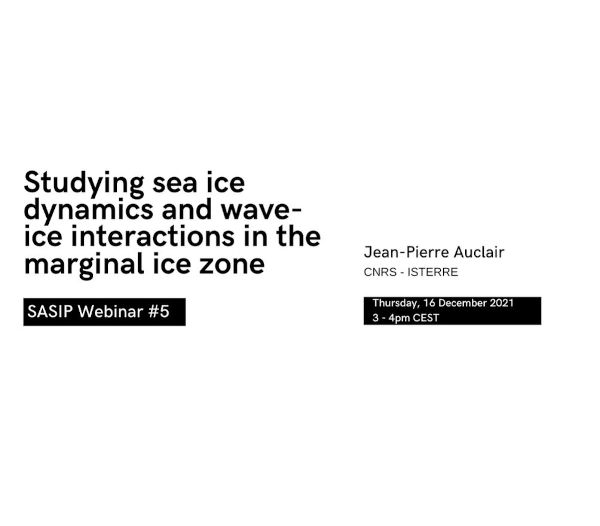 Studying sea ice
dynamics and wave-
ice interactions in the
marginal ice zone
SASIP Webinar #5
Jean-Pierre Auclair
CNRS - ISTERRE
Thursday, 16 December 2021
3 - 4pm CEST